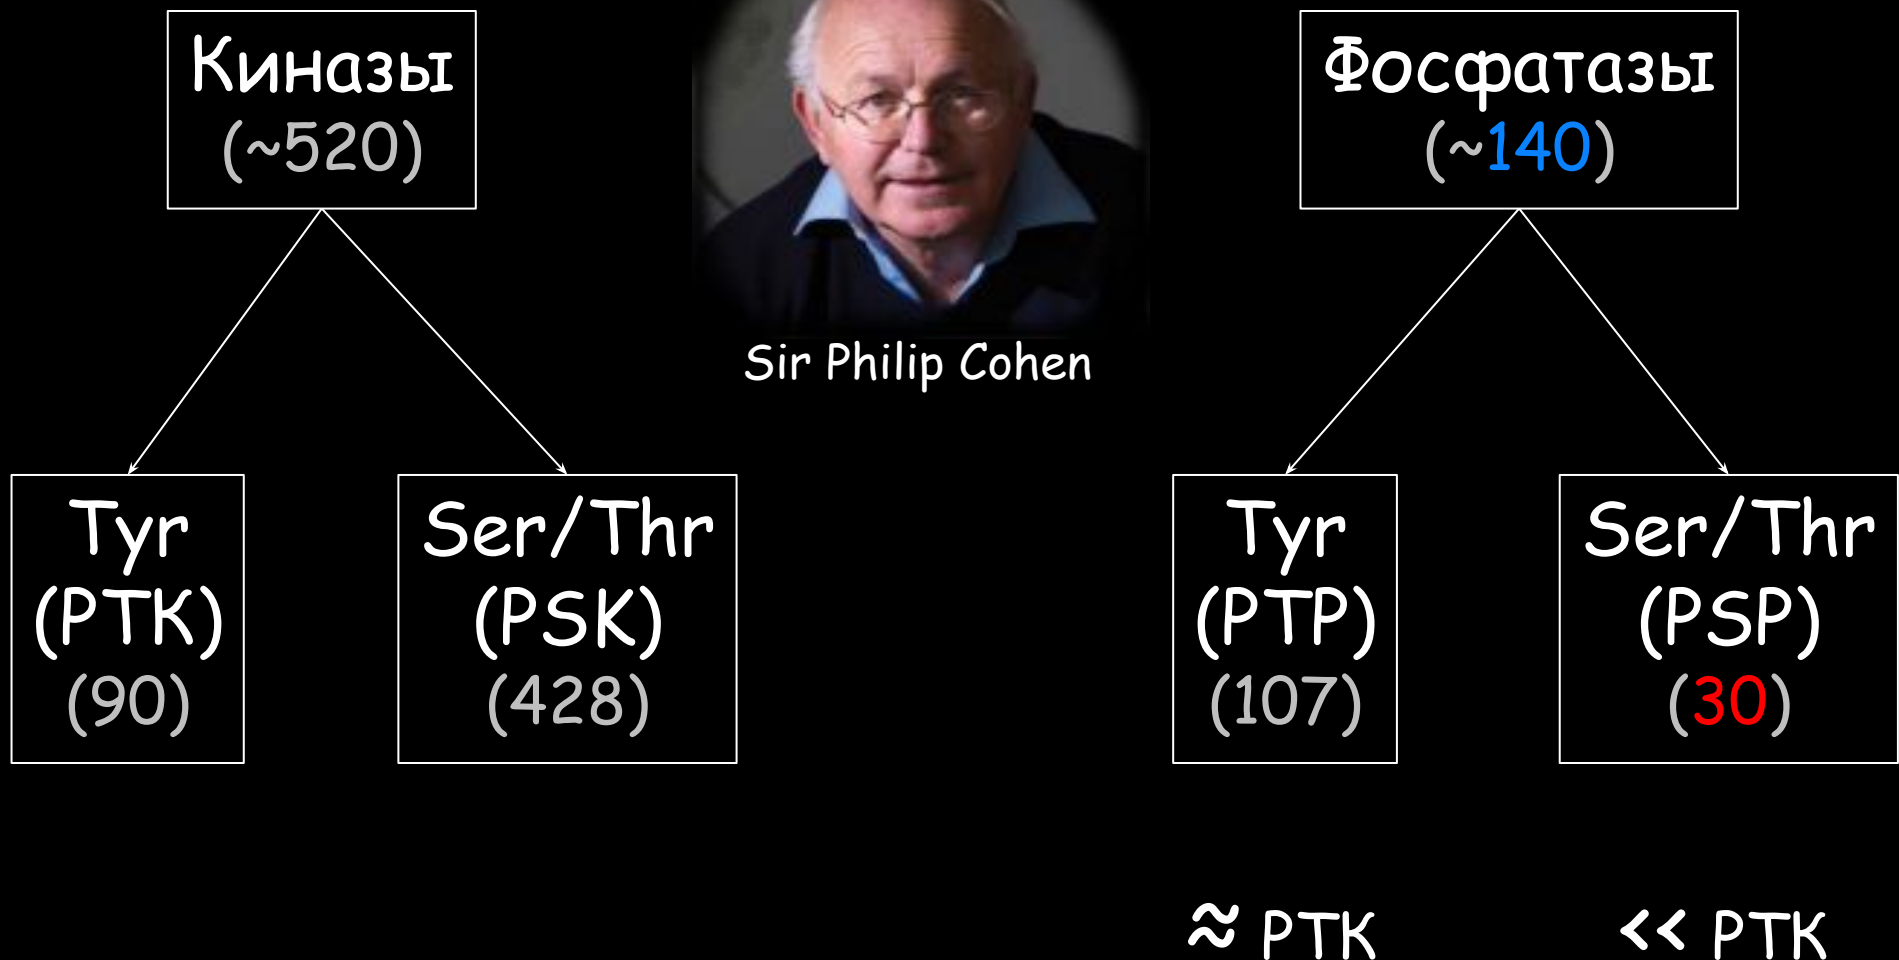 Киназы
(~520)
Sir Philip Cohen
Фосфатазы
(~140)
Tyr
(PTK)
(90)
Ser/Thr
(PSK)
(428)
Tyr
(PTP)
(107)
Ser/Thr
(PSP)
(30)
≈ PTK
<< PTK